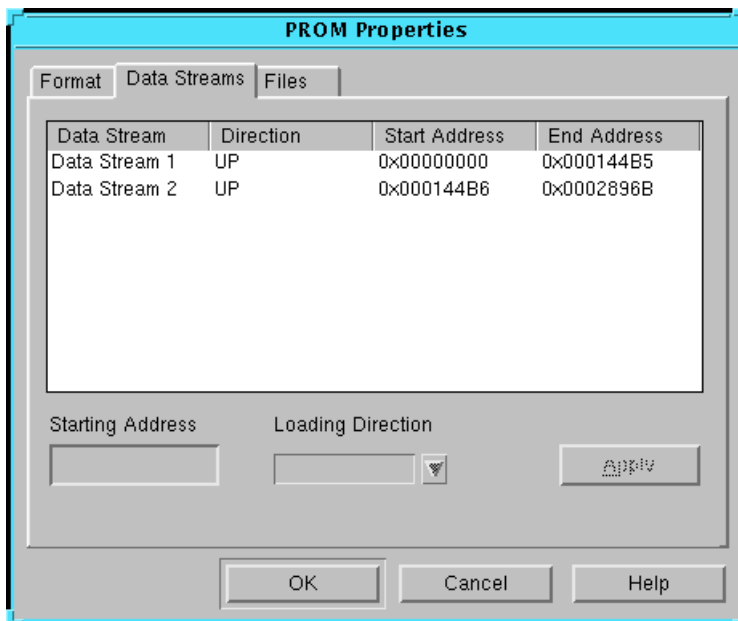 PROM Properties
Format Data Streams Files
Data Stream Direction Start Address End Address
Data Stream 1 UP 0x00000000 0x000144B5
Data Stream 2 UP 0x000144B6 0x0002896B
Starting Address Loading Direction
Apply
OK Cancel Help